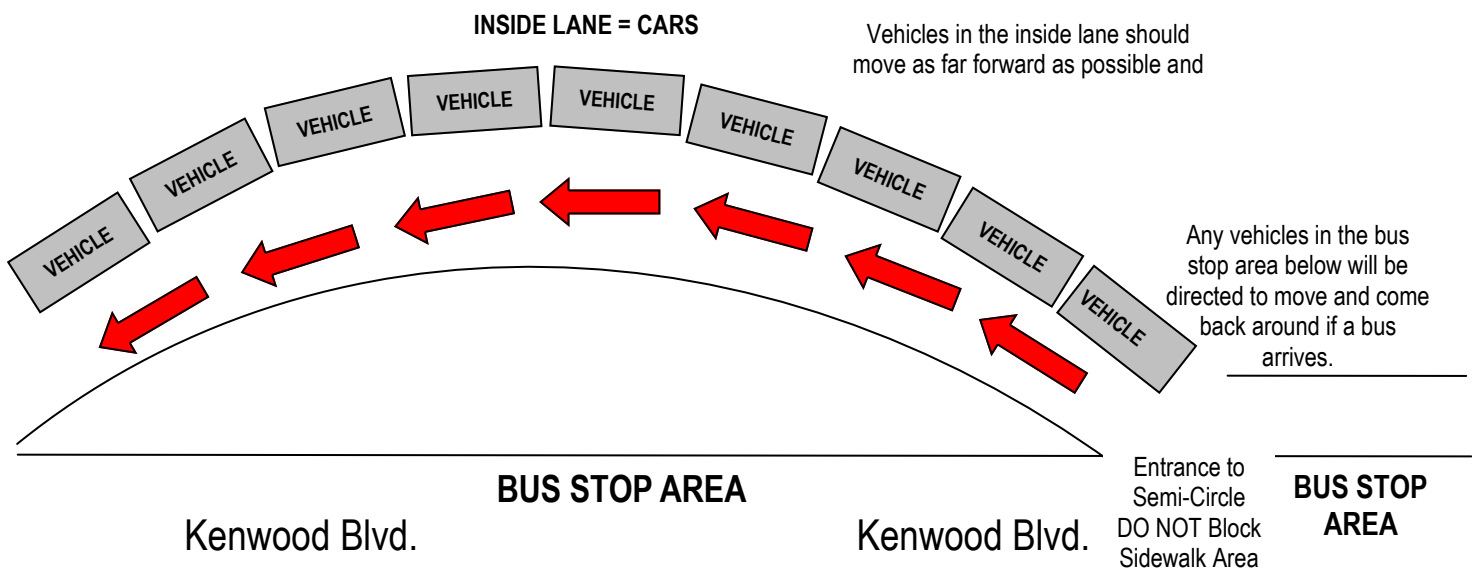 INSIDE LANE = CARS
Vehicles in the inside lane should
move as far forward as possible and
VEHICLE
VEHICLE
VEHICLE
VEHICLE
VEHICLE
VEHICLE
VEHICLE
VEHICLE
VEHICLE
Any vehicles in the bus
stop area below will be
directed to move and come
back around if a bus
arrives.
BUS STOP AREA
Kenwood Blvd.
Kenwood Blvd.
Entrance to
Semi-Circle
DO NOT Block
Sidewalk Area
BUS STOP
AREA